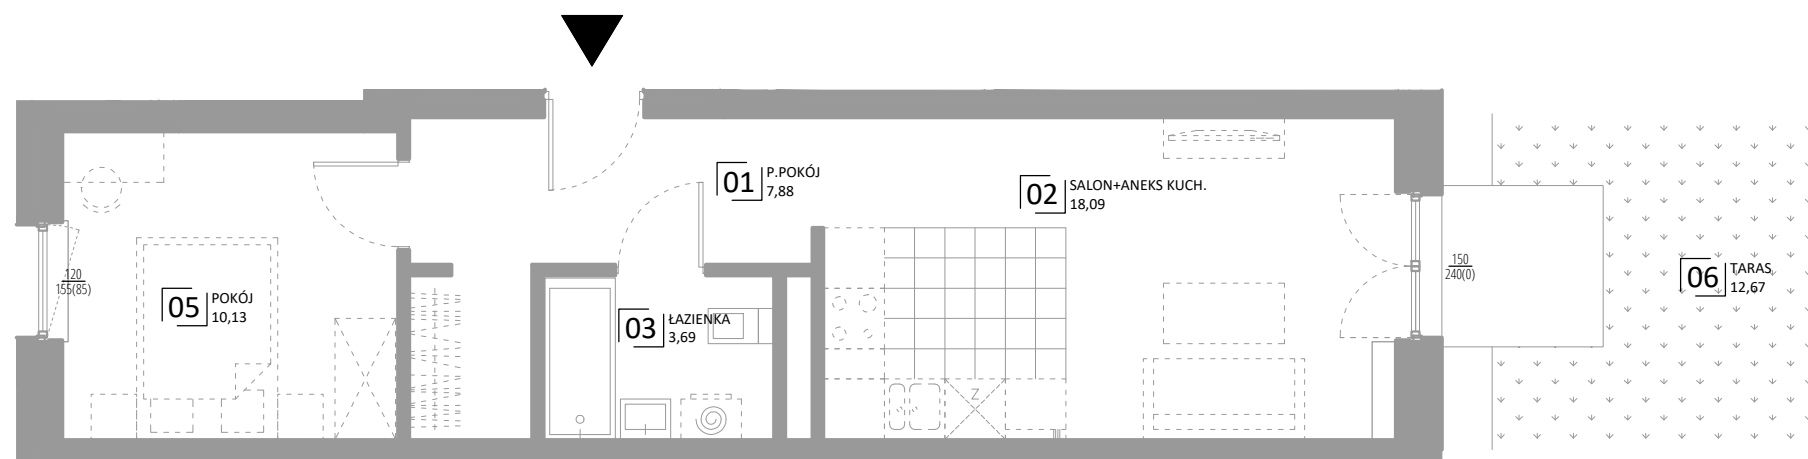 01
P.POKÓJ
7,88
02
SALON+ANEKS KUCH.
18,09
120
155(85)
150
240(0)
05
POKÓJ
10,13
03
ŁAZIENKA
3,69
06
TARAS
12,67
Z